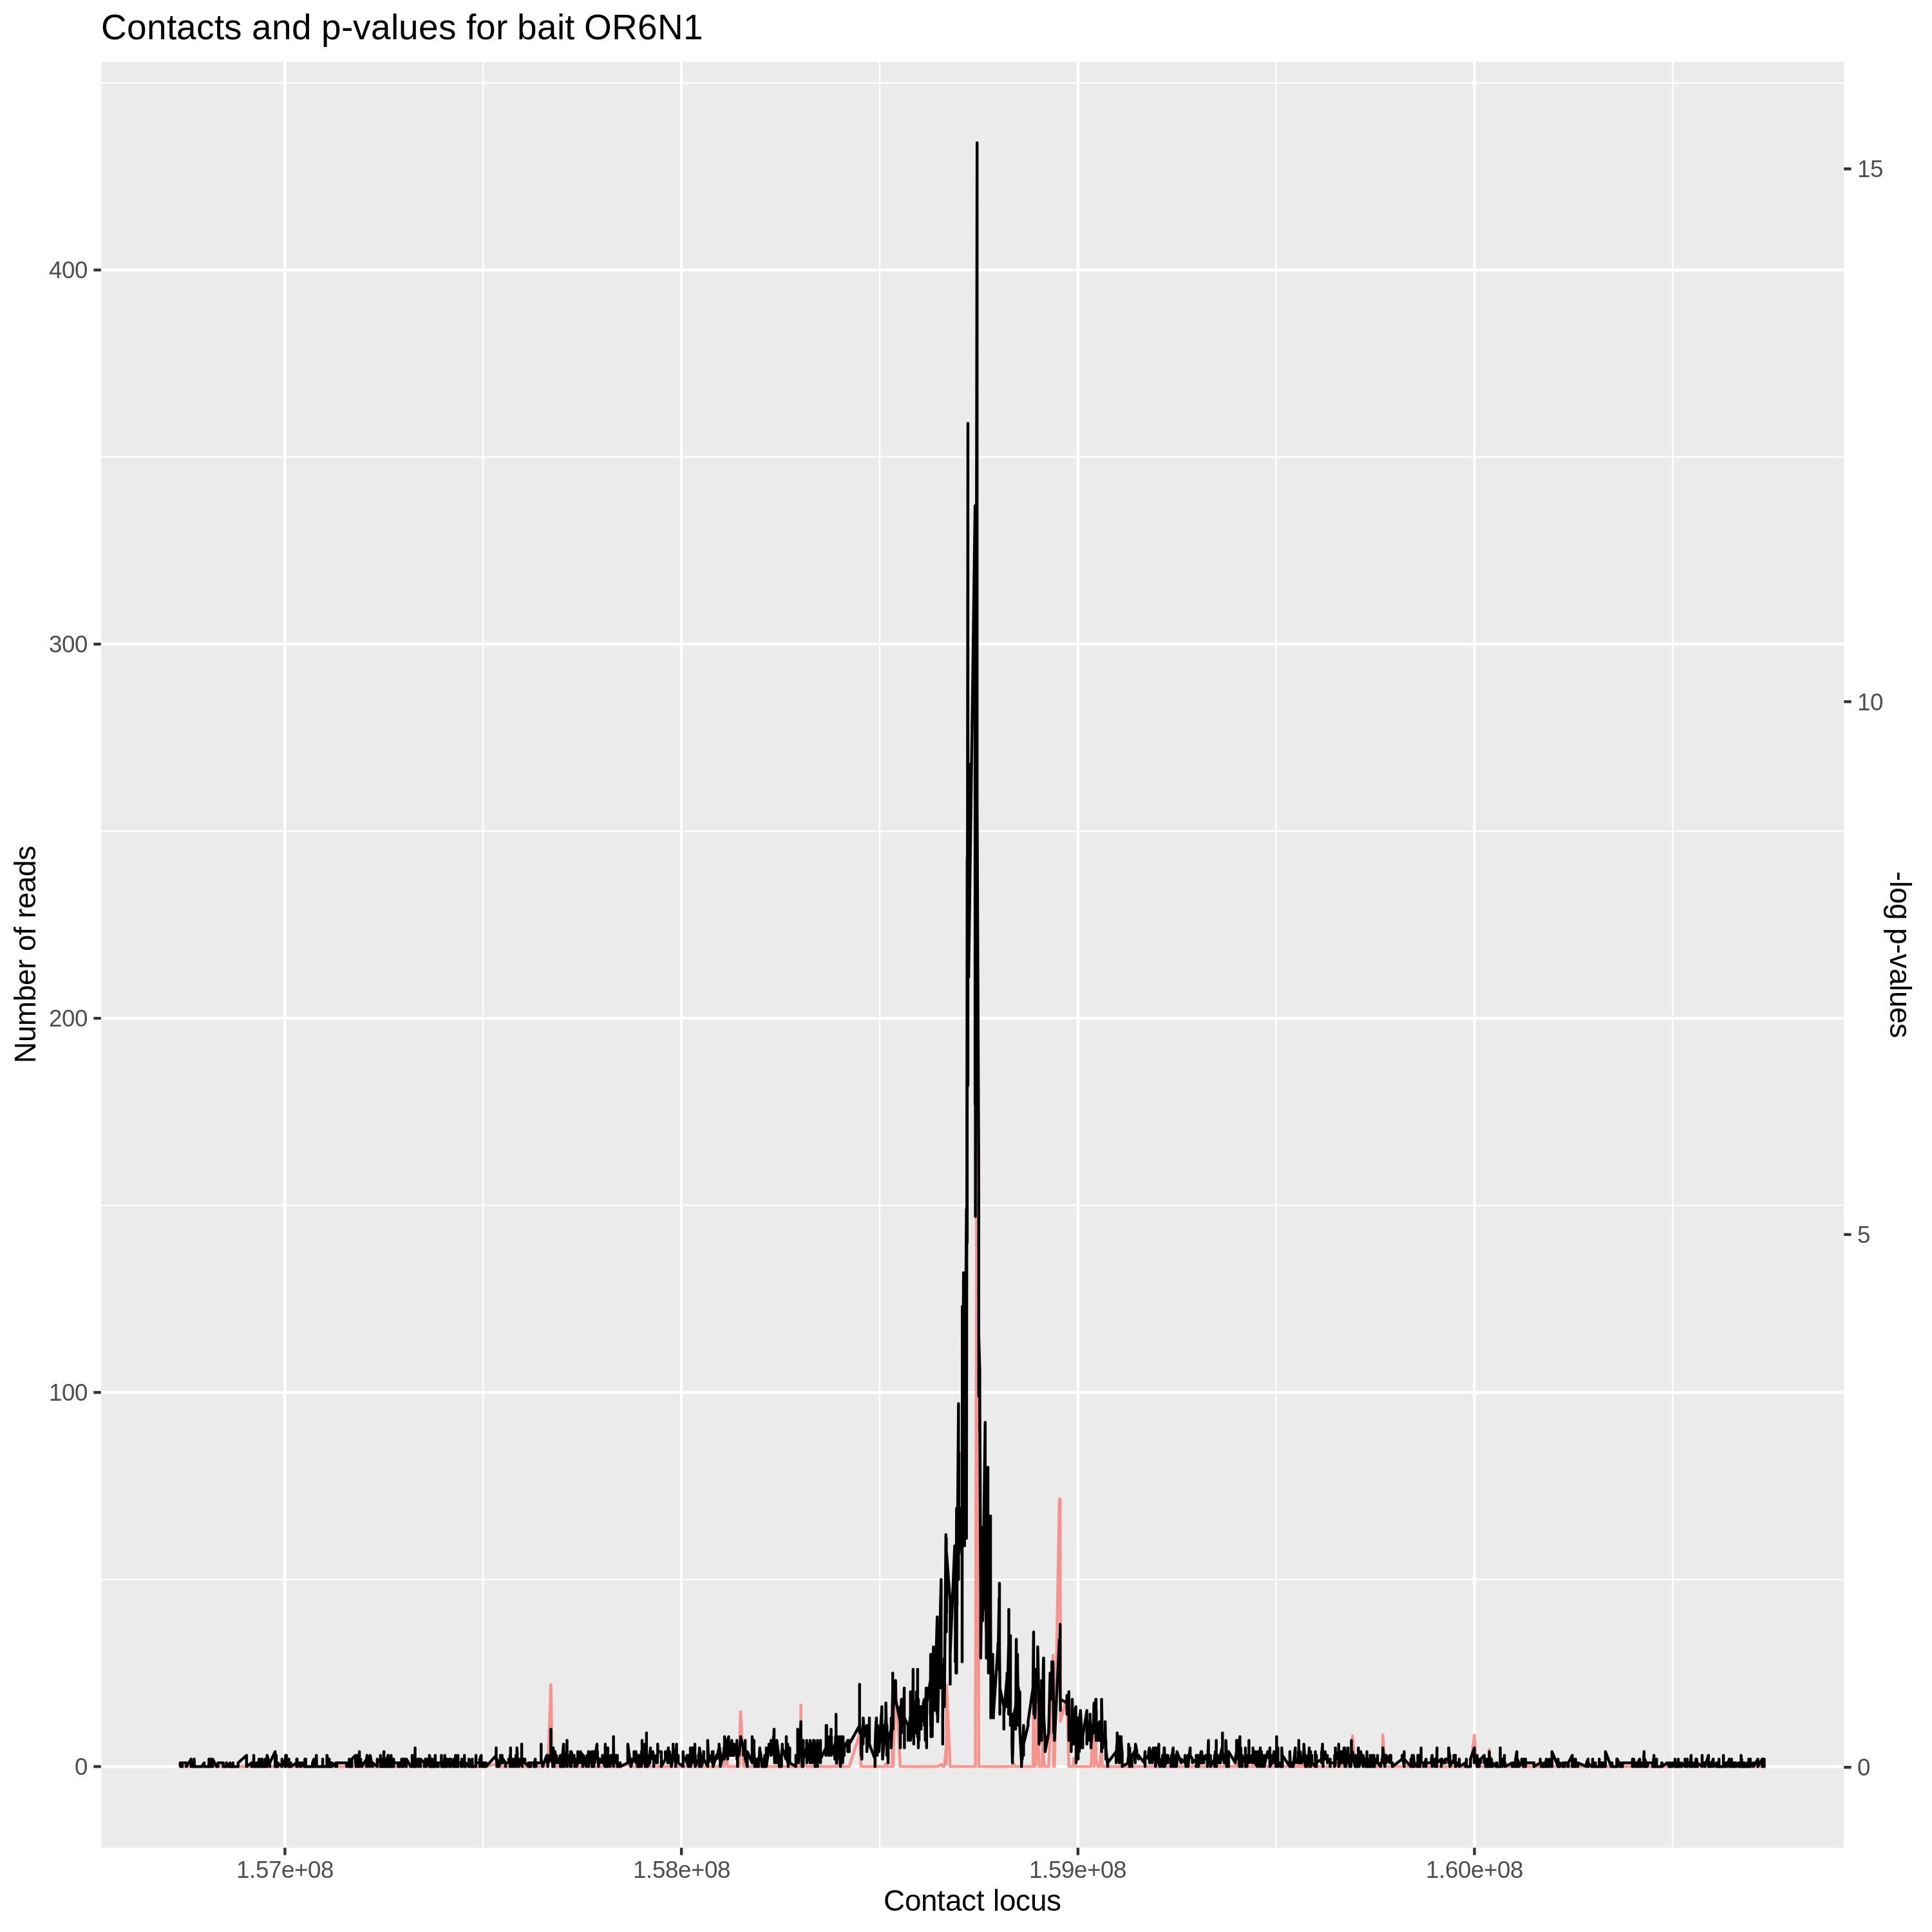 Contacts and p-values for bait OR6N1
400
300
200
100
0
Number of reads
15
10
5
0
-log p-values
1.57e+08
1.58e+08
1.59e+08
1.60e+08
Contact locus